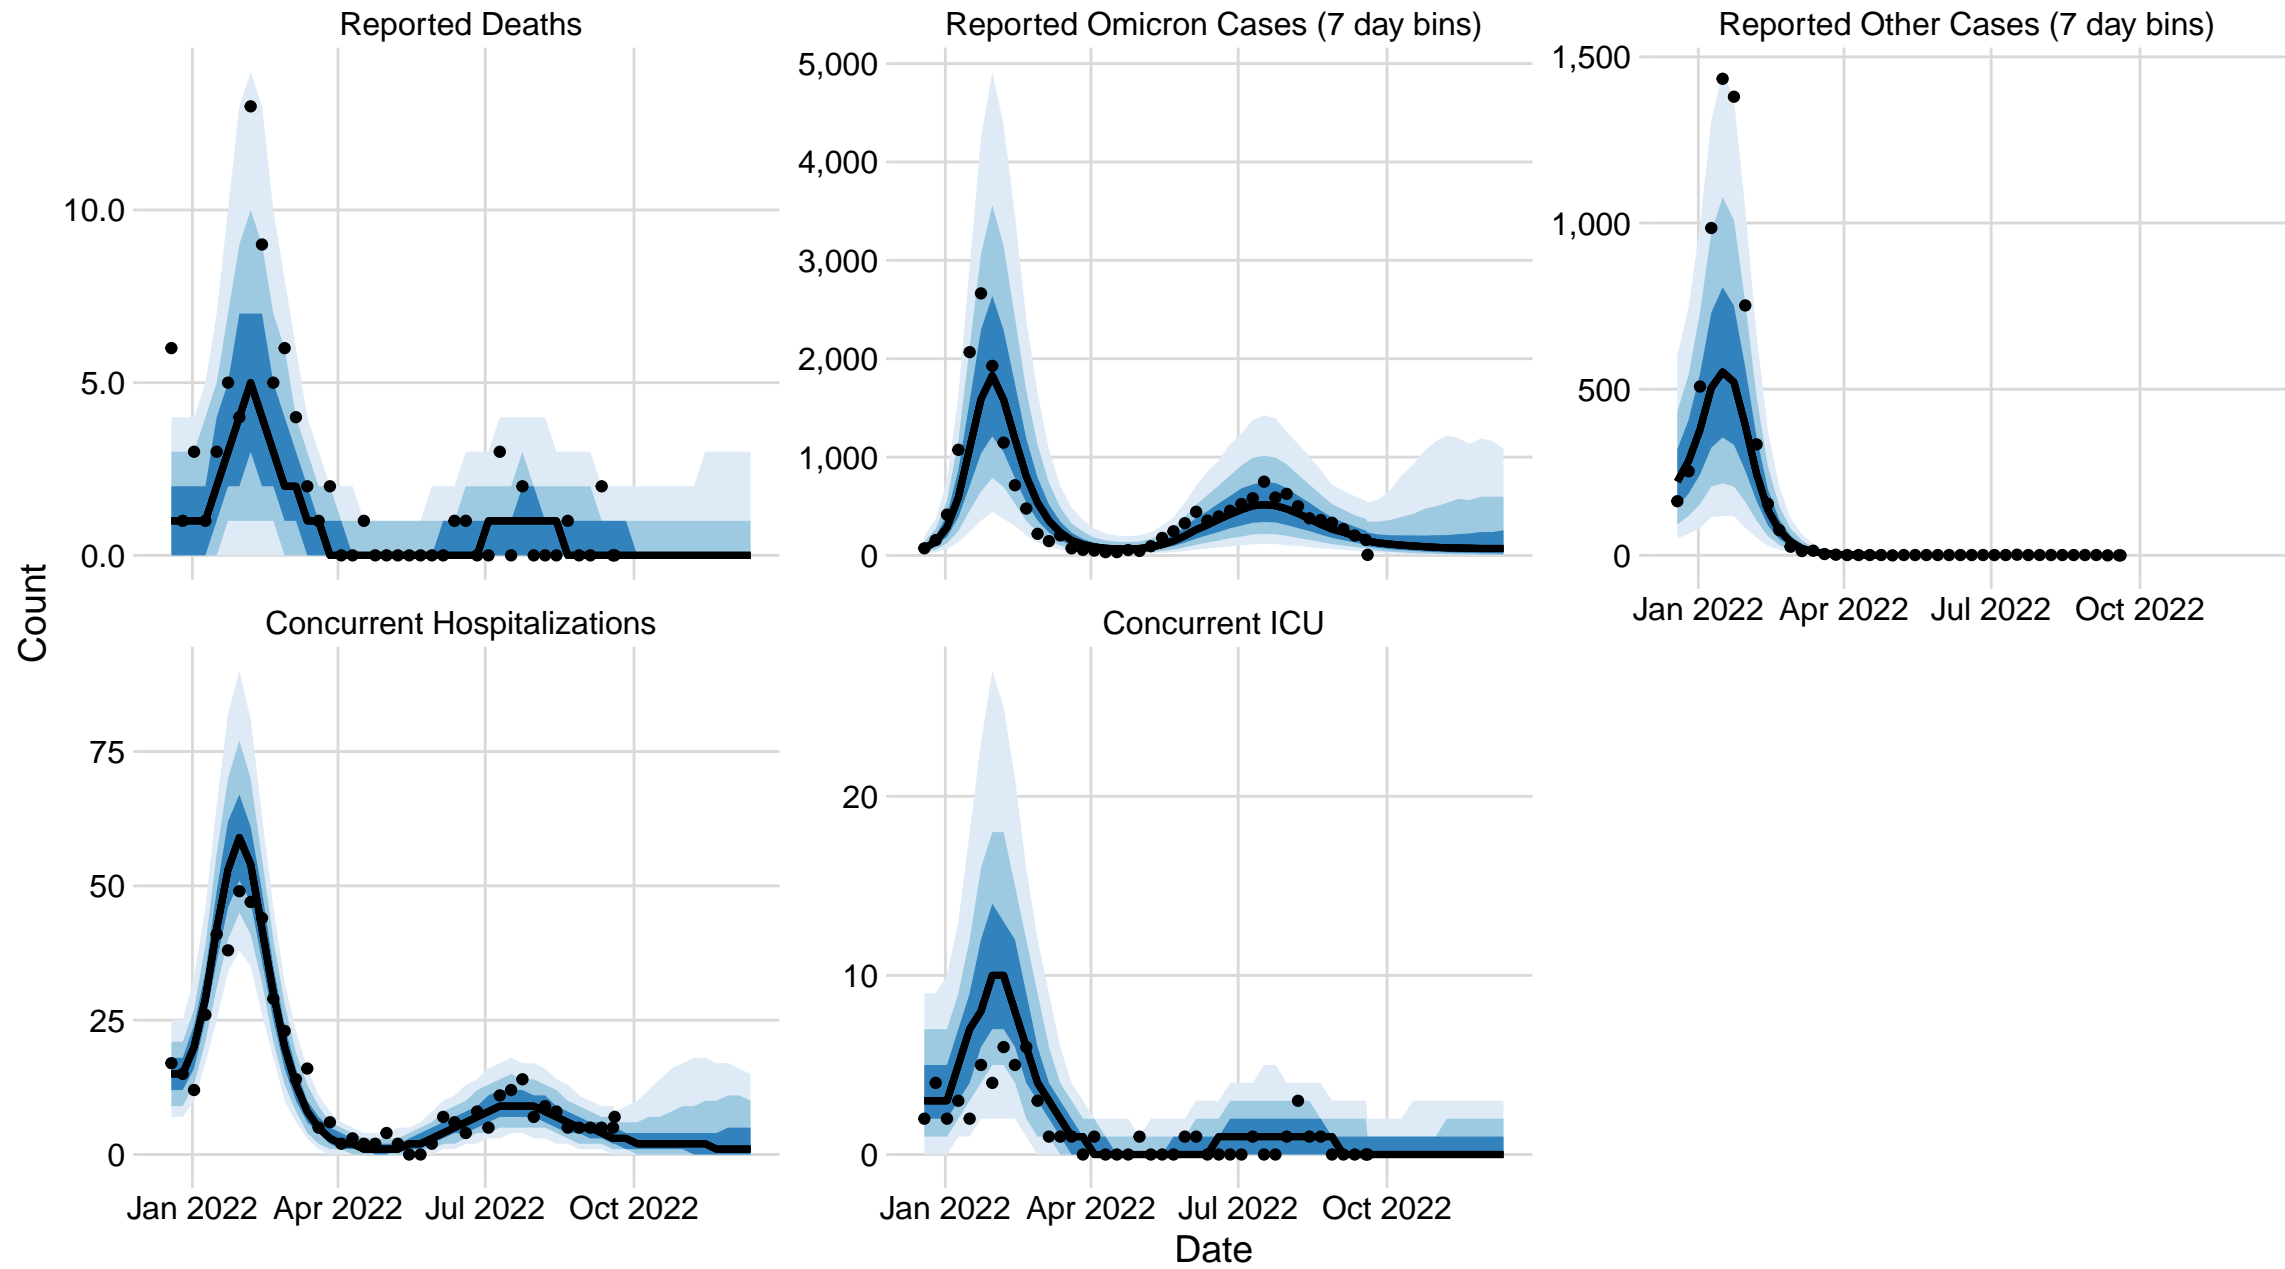 Reported Deaths
Reported Omicron Cases (7 day bins)
Reported Other Cases (7 day bins)
10.0
5.0
0.0
5,000
4,000
3,000
2,000
1,000
0
1,500
1,000
500
0
Jan 2022 Apr 2022 Jul 2022 Oct 2022
Count
Concurrent Hospitalizations
Concurrent ICU
75
50
25
0
20
10
0
Jan 2022 Apr 2022 Jul 2022 Oct 2022
Jan 2022 Apr 2022 Jul 2022 Oct 2022
Date